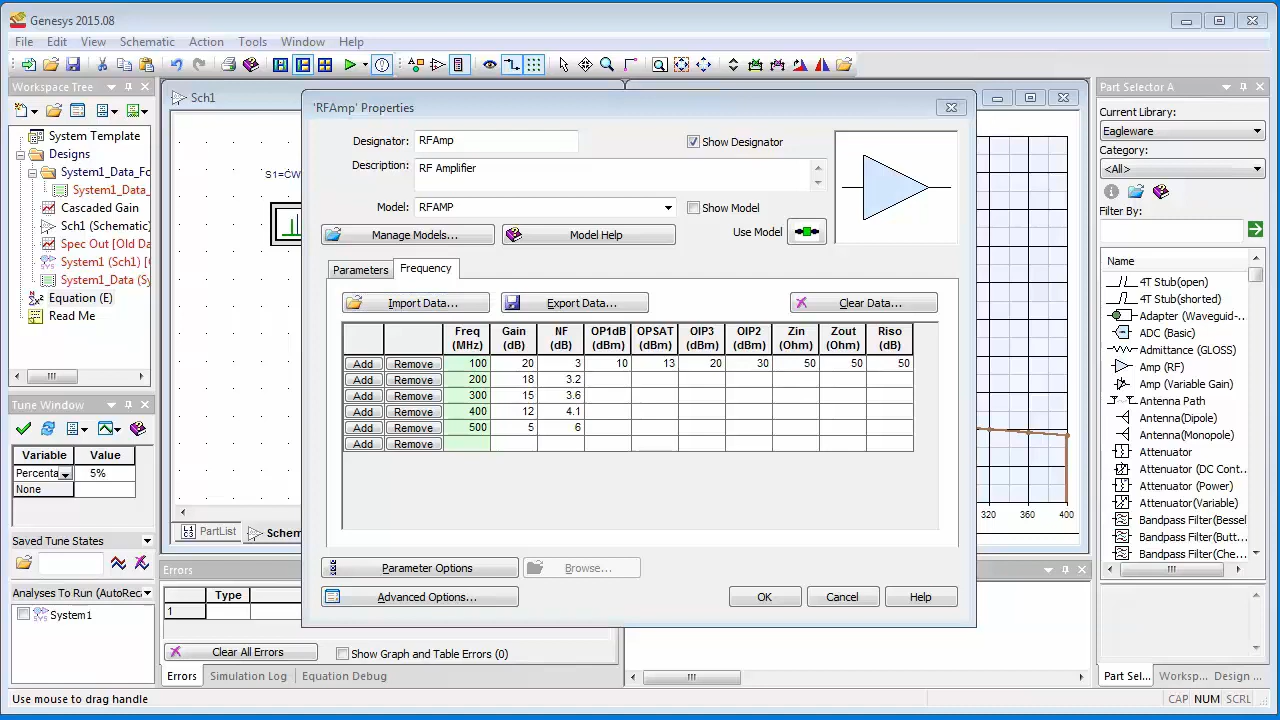 Genesys 2015.08
File Edit View Schematic Action Tools Window Help
Workspace Tree
System Template
Designs
System1_Data_Fo
System1_Data_
Cascaded Gain
Sch1 (Schematic)
Spec Out [Old Da
System1 (Sch1) [
System1_Data (Sy
Equation (E)
Read Me
Tune Window
Variable Value
Percenta 5%
None
Saved Tune States
Analyses To Run (AutoRec
System1
Sch1
S1=CW
PartList Schem
'RFAmp' Properties
Designator: RFAmp Show Designator
Description: RF Amplifier
Model: RFAMP Show Model
Manage Models... Model Help Use Model
Parameters Frequency
Import Data... Export Data... Clear Data...
Freq (MHz) Gain (dB) NF (dB) OP1dB (dBm) OPSAT (dBm) OIP3 (dBm) OIP2 (dBm) Zin (Ohm) Zout (Ohm) Riso (dB)
Add Remove 100 20 3 10 13 20 30 50 50 50
Add Remove 200 18 3.2
Add Remove 300 15 3.6
Add Remove 400 12 4.1
Add Remove 500 5 6
Add Remove
Parameter Options Browse...
Advanced Options... OK Cancel Help
320 360 400
Errors
Type
1
Clear All Errors Show Graph and Table Errors (0)
Errors Simulation Log Equation Debug
Part Selector A
Current Library:
Eagleware
Category:
<All>
Filter By:
Name
4T Stub(open)
4T Stub(shorted)
Adapter (Waveguid-...
ADC (Basic)
Admittance (GLOSS)
Amp (RF)
Amp (Variable Gain)
Antenna Path
Antenna(Dipole)
Antenna(Monopole)
Attenuator
Attenuator (DC Cont...
Attenuator (Power)
Attenuator(Variable)
Bandpass Filter(Bessel
Bandpass Filter(Butt...
Bandpass Filter(Che...
Part Sel... Worksp... Design ...
Use mouse to drag handle CAP NUM SCRL